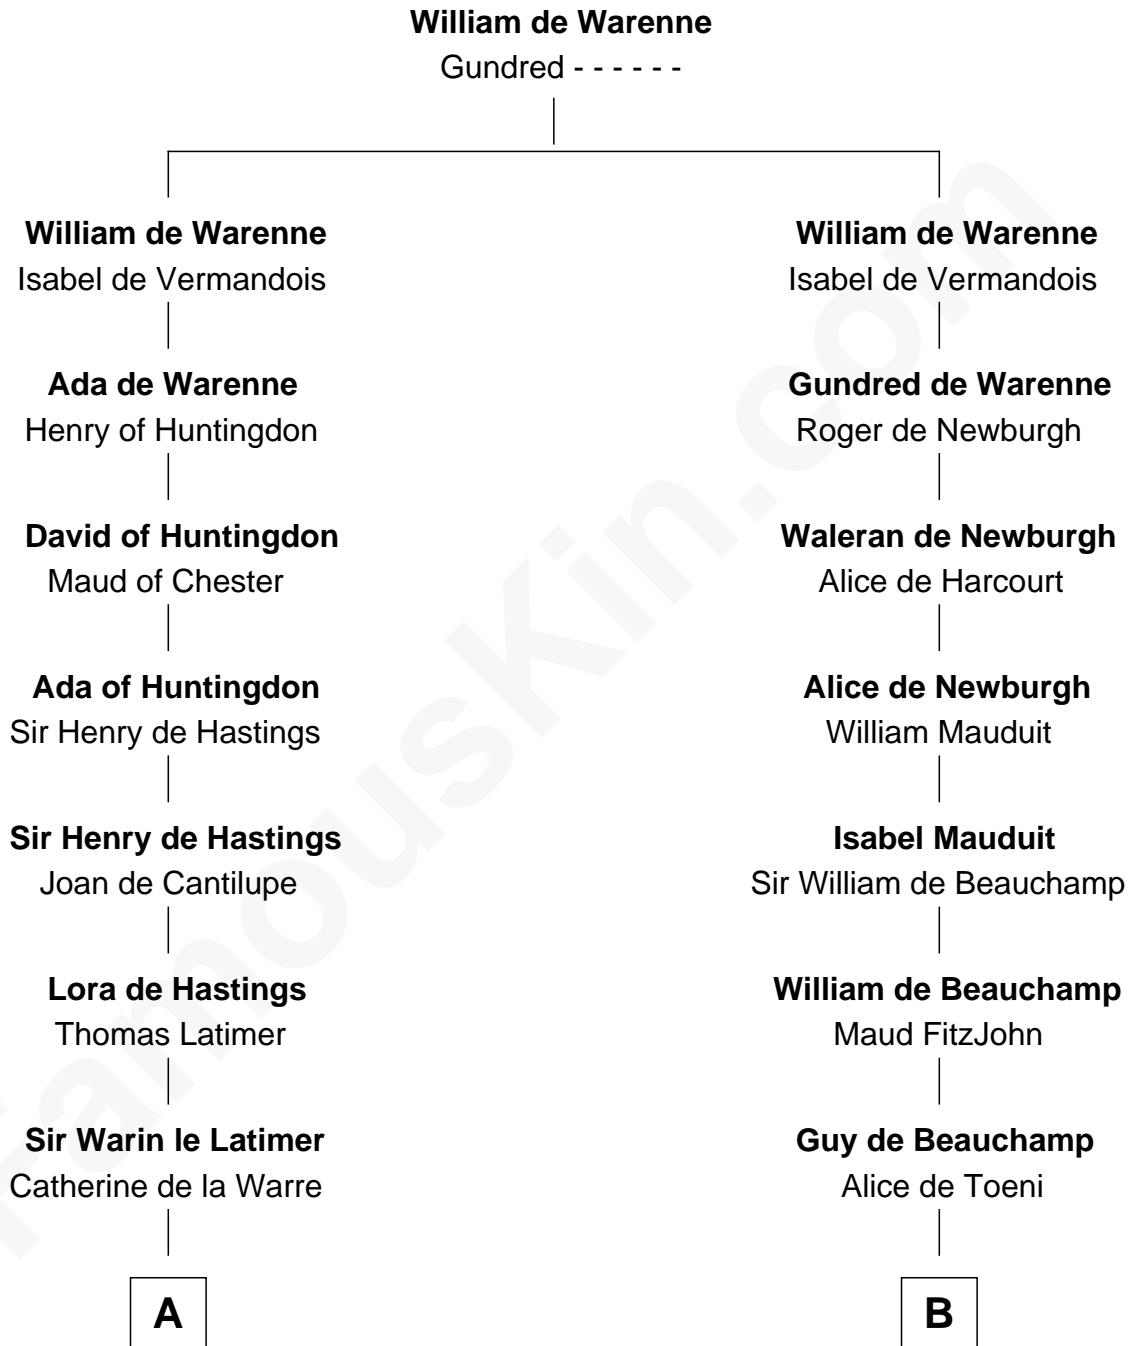 William de Warenne
Gundred - - - - - -
William de Warenne
Isabel de Vermandois
Ada de Warenne
Henry of Huntingdon
David of Huntingdon
Maud of Chester
Ada of Huntingdon
Sir Henry de Hastings
Sir Henry de Hastings
Joan de Cantilupe
Lora de Hastings
Thomas Latimer
Sir Warin le Latimer
Catherine de la Warre
A
William de Warenne
Isabel de Vermandois
Gundred de Warenne
Roger de Newburgh
Waleran de Newburgh
Alice de Harcourt
Alice de Newburgh
William Mauduit
Isabel Mauduit
Sir William de Beauchamp
William de Beauchamp
Maud FitzJohn
Guy de Beauchamp
Alice de Toeni
B
FamousKin.com